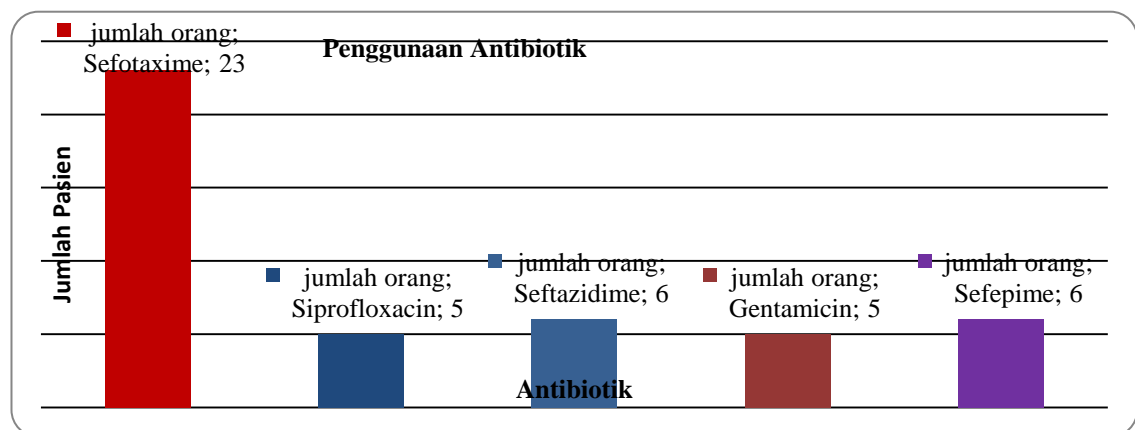 Penggunaan Antibiotik
Jumlah Pasien
jumlah orang;
Sefotaxime; 23
jumlah orang;
Siprofloxacin; 5
jumlah orang;
Seftazidime; 6
jumlah orang;
Gentamicin; 5
jumlah orang;
Sefepime; 6
Antibiotik